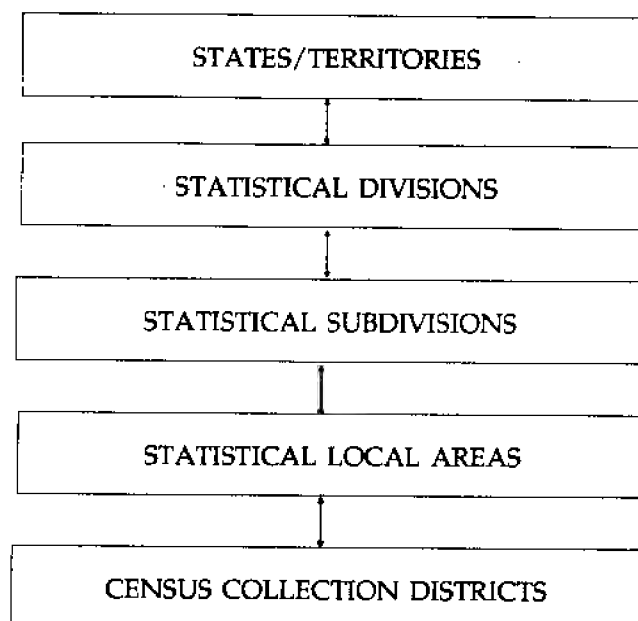 STATES/TERRITORIES
STATISTICAL DIVISIONS
STATISTICAL SUBDIVISIONS
STATISTICAL LOCAL AREAS
CENSUS COLLECTION DISTRICTS